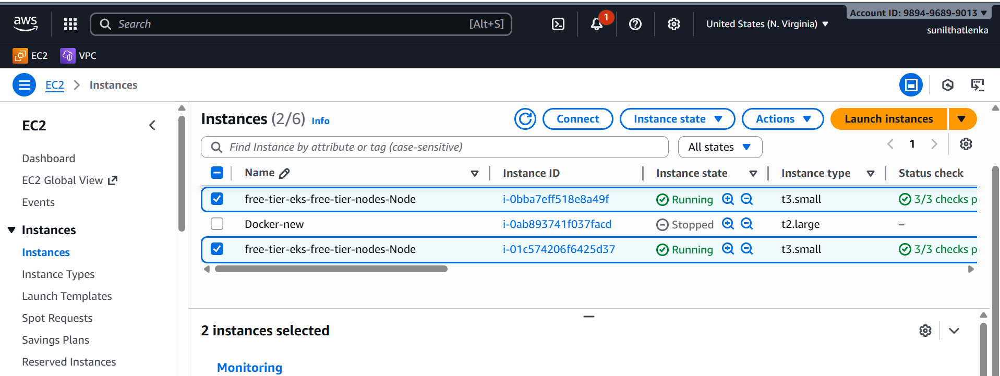 aws
Search [Alt+S]
1
United States (N. Virginia)
Account ID: 9894-9689-9013
sunilthatlenka
EC2 VPC
EC2 Instances
EC2
Dashboard
EC2 Global View
Events
Instances
Instances
Instance Types
Launch Templates
Spot Requests
Savings Plans
Reserved Instances
Instances (2/6) Info
Connect Instance state Actions Launch instances
Find Instance by attribute or tag (case-sensitive) All states 1
Name Instance ID Instance state Instance type Status check
free-tier-eks-free-tier-nodes-Node i-0bba7eff518e8a49f Running t3.small 3/3 checks p
Docker-new i-0ab893741f037facd Stopped t2.large –
free-tier-eks-free-tier-nodes-Node i-01c574206f6425d37 Running t3.small 3/3 checks p
2 instances selected
Monitoring